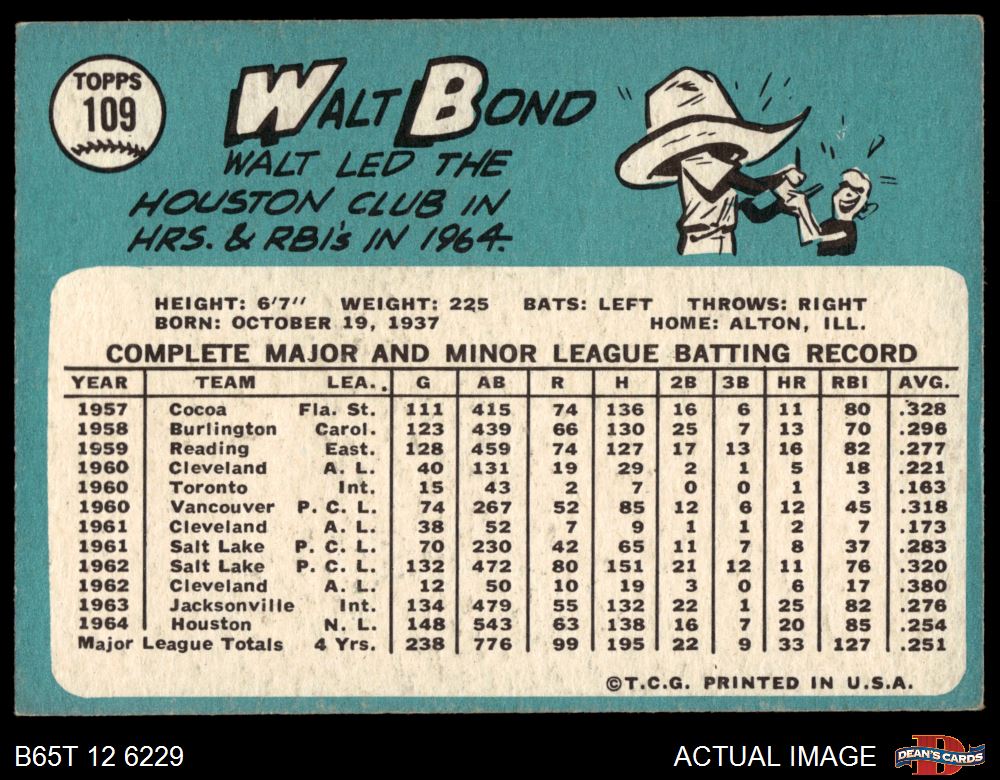 TOPPS
109
WALT BOND
WALT LED THE
HOUSTON CLUB IN
HRS. & RBI's IN 1964.
HEIGHT: 6'7" WEIGHT: 225 BATS: LEFT THROWS: RIGHT
BORN: OCTOBER 19, 1937 HOME: ALTON, ILL.
COMPLETE MAJOR AND MINOR LEAGUE BATTING RECORD
YEAR TEAM LEA. G AB R H 2B 3B HR RBI AVG.
1957 Cocoa Fla. St. 111 415 74 136 16 6 11 80 .328
1958 Burlington Carol. 123 439 66 130 25 7 13 70 .296
1959 Reading East. 128 459 74 127 17 13 16 82 .277
1960 Cleveland A. L. 40 131 19 29 2 1 5 18 .221
1960 Toronto Int. 15 43 2 7 0 0 1 3 .163
1960 Vancouver P. C. L. 74 267 52 85 12 6 12 45 .318
1961 Cleveland A. L. 38 52 7 9 1 1 2 7 .173
1961 Salt Lake P. C. L. 70 230 42 65 11 7 8 37 .283
1962 Salt Lake P. C. L. 132 472 80 151 21 12 11 76 .320
1962 Cleveland A. L. 12 50 10 19 3 0 6 17 .380
1963 Jacksonville Int. 134 479 55 132 22 1 25 82 .276
1964 Houston N. L. 148 543 63 138 16 7 20 85 .254
Major League Totals 4 Yrs. 238 776 99 195 22 9 33 127 .251
©T.C.G. PRINTED IN U.S.A.
B65T 12 6229 ACTUAL IMAGE DEAN'S CARDS